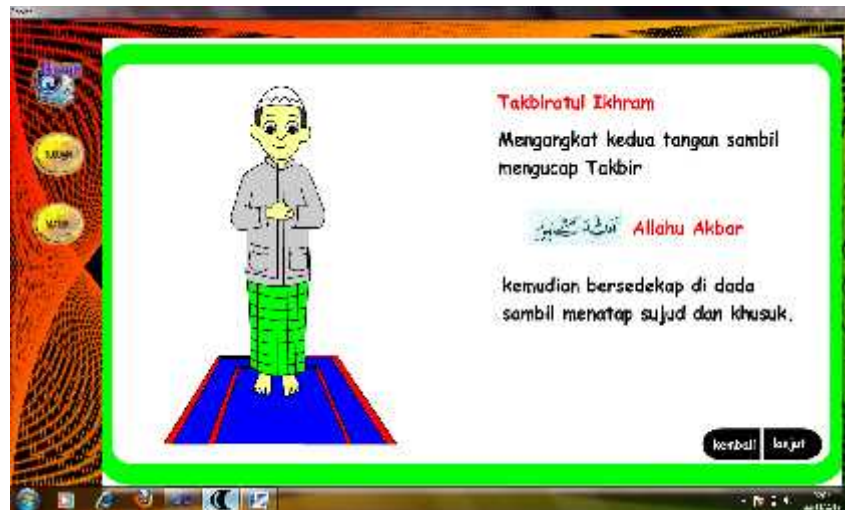 Takbiratul Ikhram
Mengangkat kedua tangan sambil
mengucap Takbir
Allahu Akbar
kemudian bersedekap di dada
sambil menatap sujud dan khusuk.
kembali lanjut